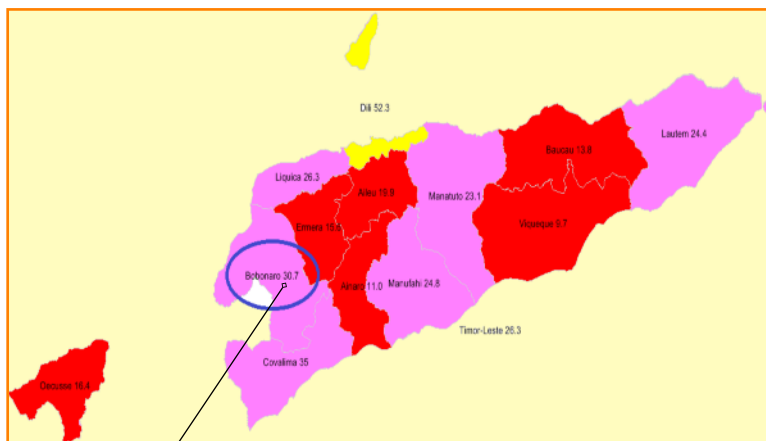 Dili 52.3
Lautem 24.4
Baucau 13.8
Liquica 26.3
Aileu 19.9
Manatuto 23.1
Viqueque 9.7
Ermera 15.6
Bobonaro 30.7
Manufahi 24.8
Ainaro 11.0
Timor-Leste 26.3
Covalima 35
Oecusse 16.4